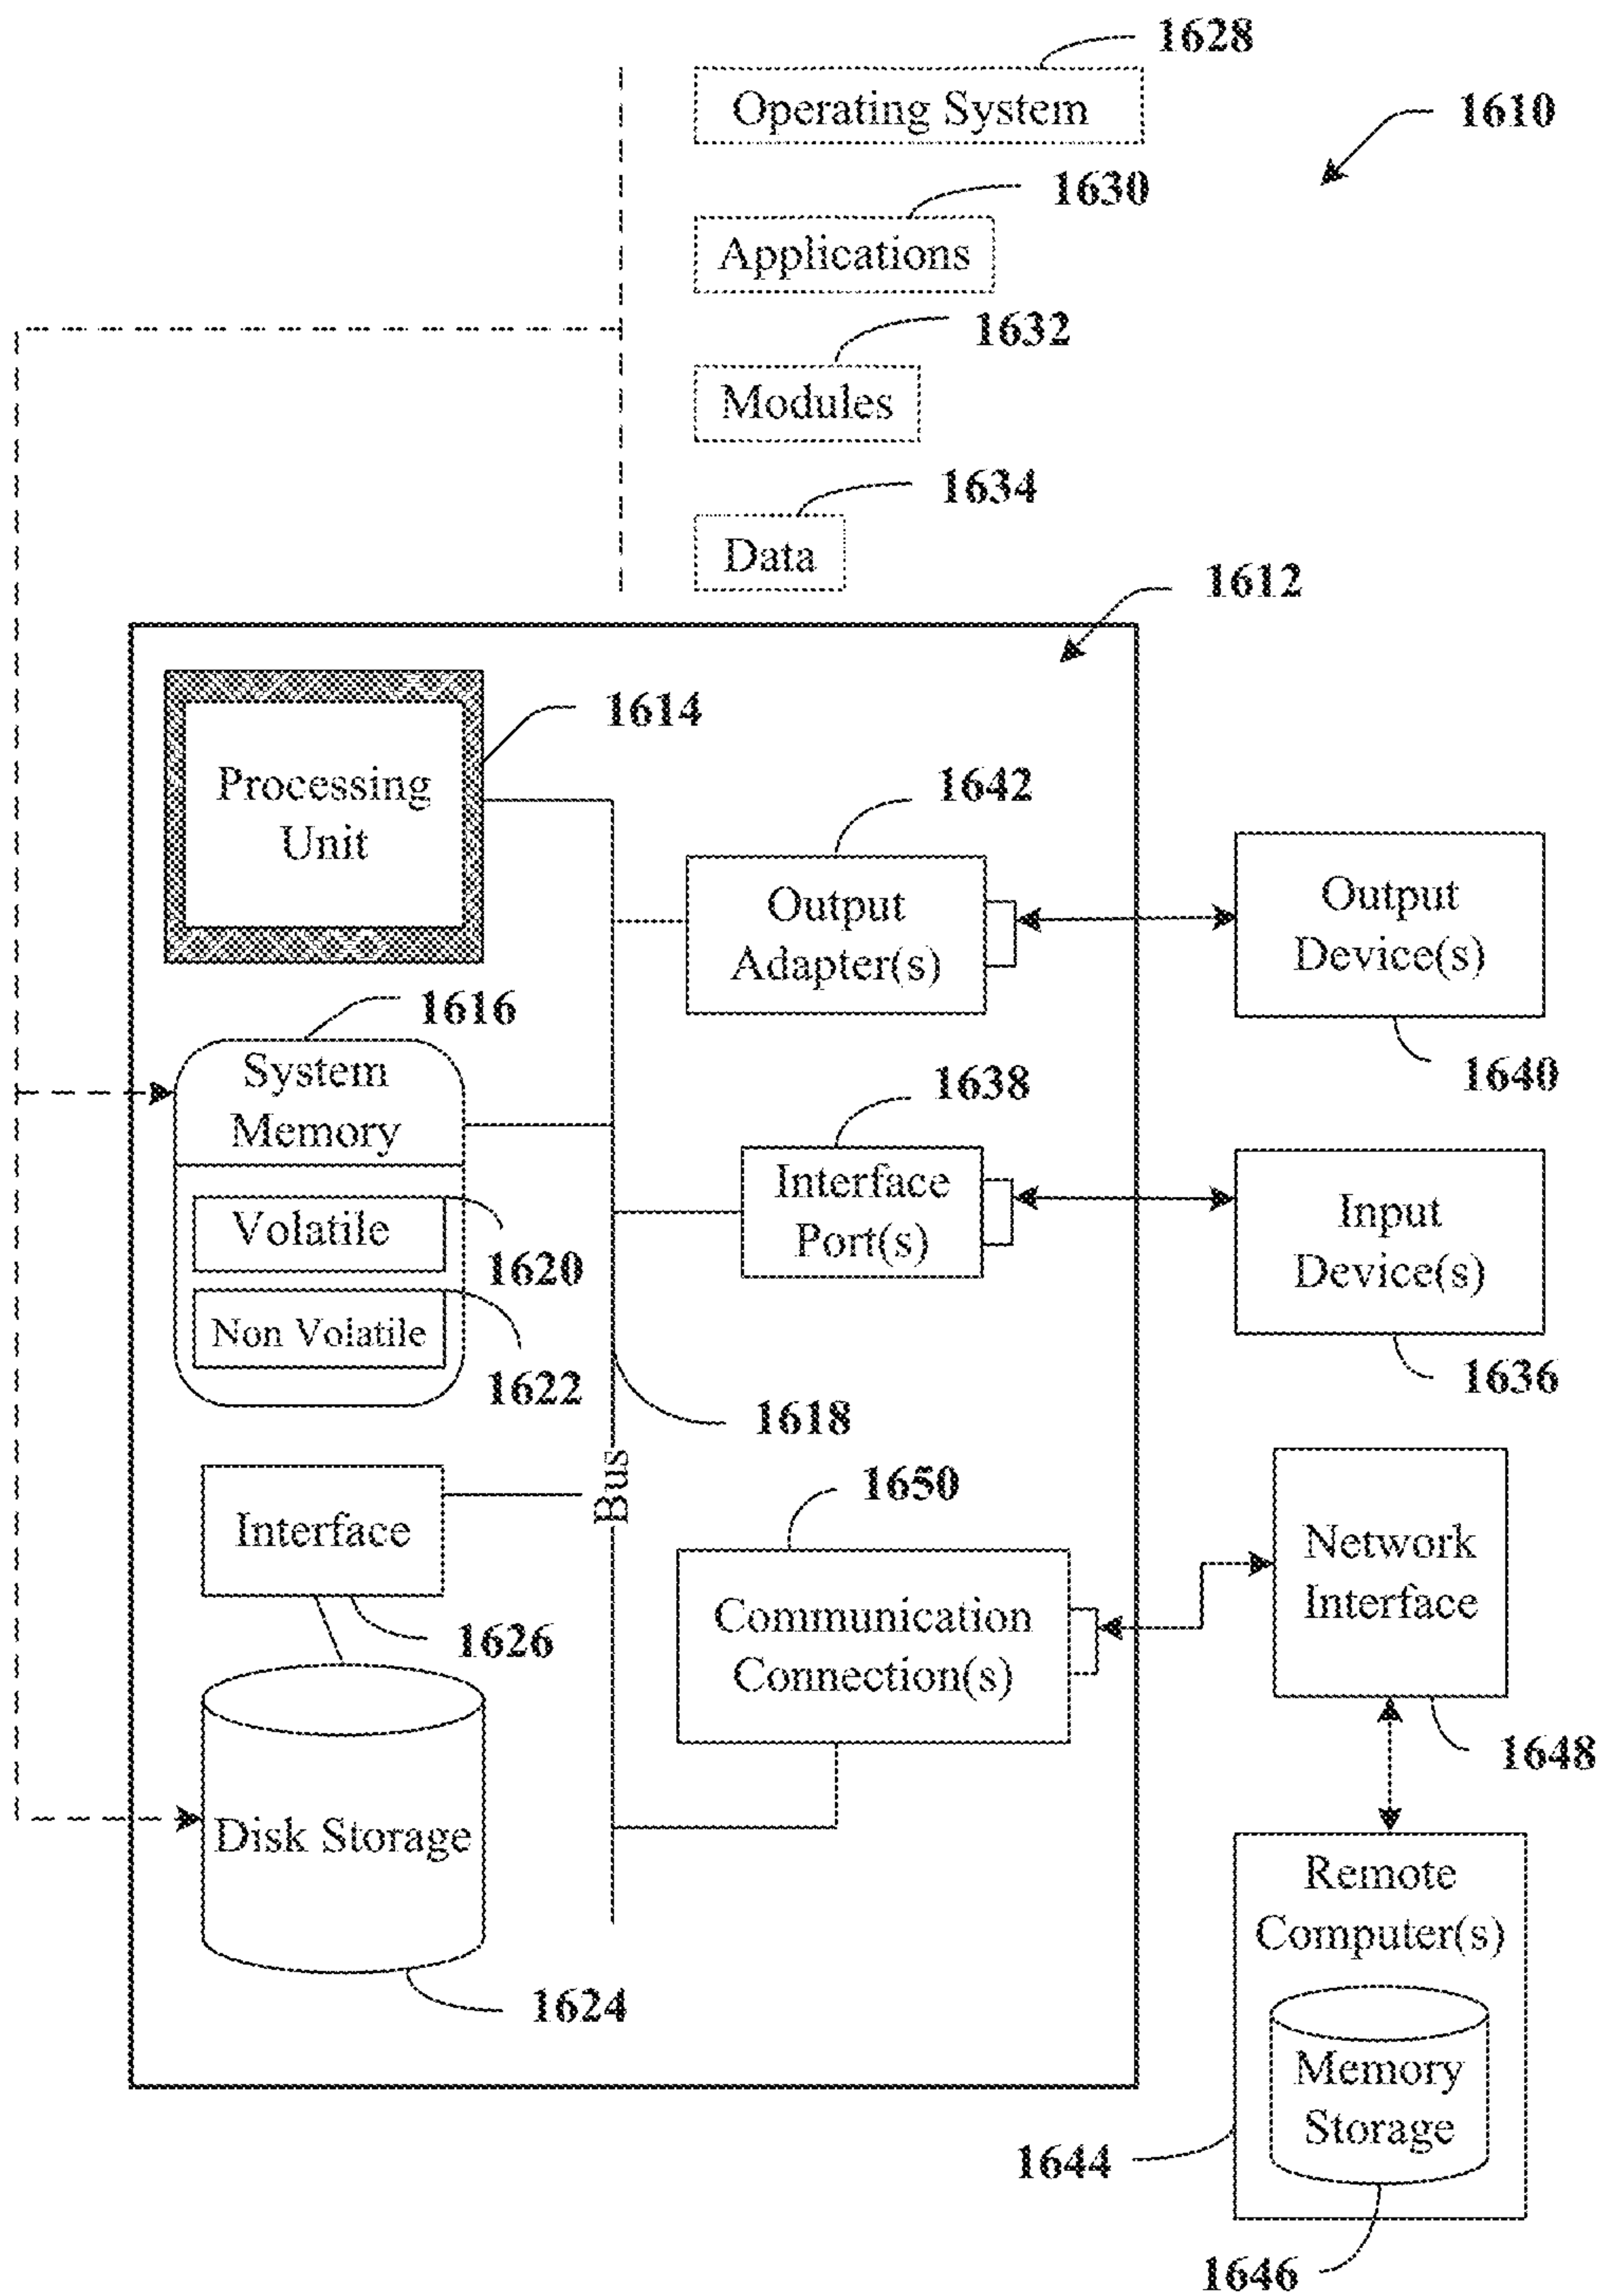 1628
Operating System
1610
1630
Applications
1632
Modules
1634
Data
1612
1614
Processing
Unit
1642
Output
Adapter(s)
Output
Device(s)
1640
1616
System
Memory
1638
Interface
Port(s)
Input
Device(s)
1636
Volatile
1620
Non Volatile
1622
1618
Bus
Interface
1626
1650
Communication
Connection(s)
Network
Interface
1648
Disk Storage
1624
Remote
Computer(s)
Memory
Storage
1644
1646